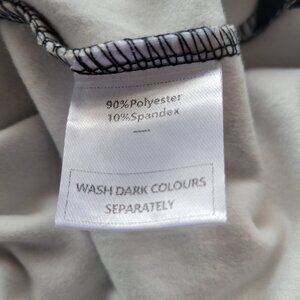 90%Polyester
10%Spandex
WASH DARK COLOURS
SEPARATELY